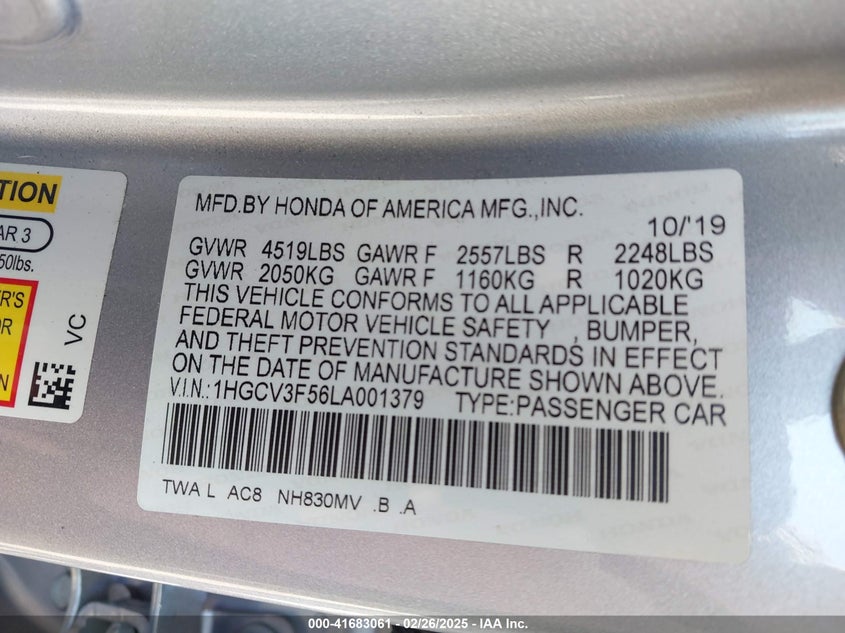 TION
AR 3
50lbs.
R'S
OR
N
VC
MFD.BY HONDA OF AMERICA MFG.,INC.
10/'19
GVWR 4519LBS GAWR F 2557LBS R 2248LBS
GVWR 2050KG GAWR F 1160KG R 1020KG
THIS VEHICLE CONFORMS TO ALL APPLICABLE
FEDERAL MOTOR VEHICLE SAFETY , BUMPER,
AND THEFT PREVENTION STANDARDS IN EFFECT
ON THE DATE OF MANUFACTURE SHOWN ABOVE.
V.I.N.:1HGCV3F56LA001379 TYPE:PASSENGER CAR
TWA L AC8 NH830MV .B .A
000-41683061 - 02/26/2025 - IAA Inc.